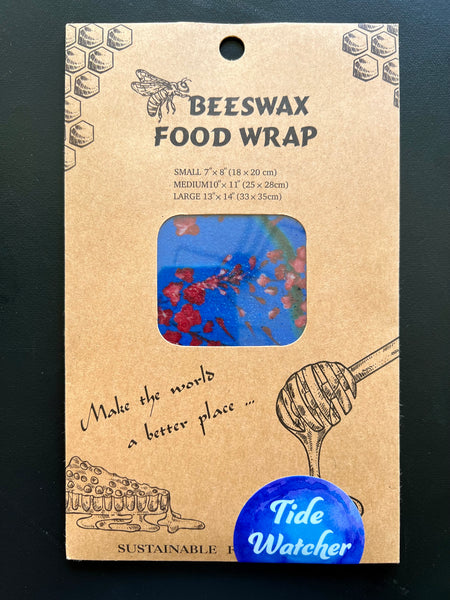 BEESWAX
FOOD WRAP
SMALL 7"× 8" (18 × 20 cm)
MEDIUM10"× 11" (25 × 28cm)
LARGE 13"× 14" (33 × 35cm)
Make the world
a better place ...
Tide
Watcher
SUSTAINABLE